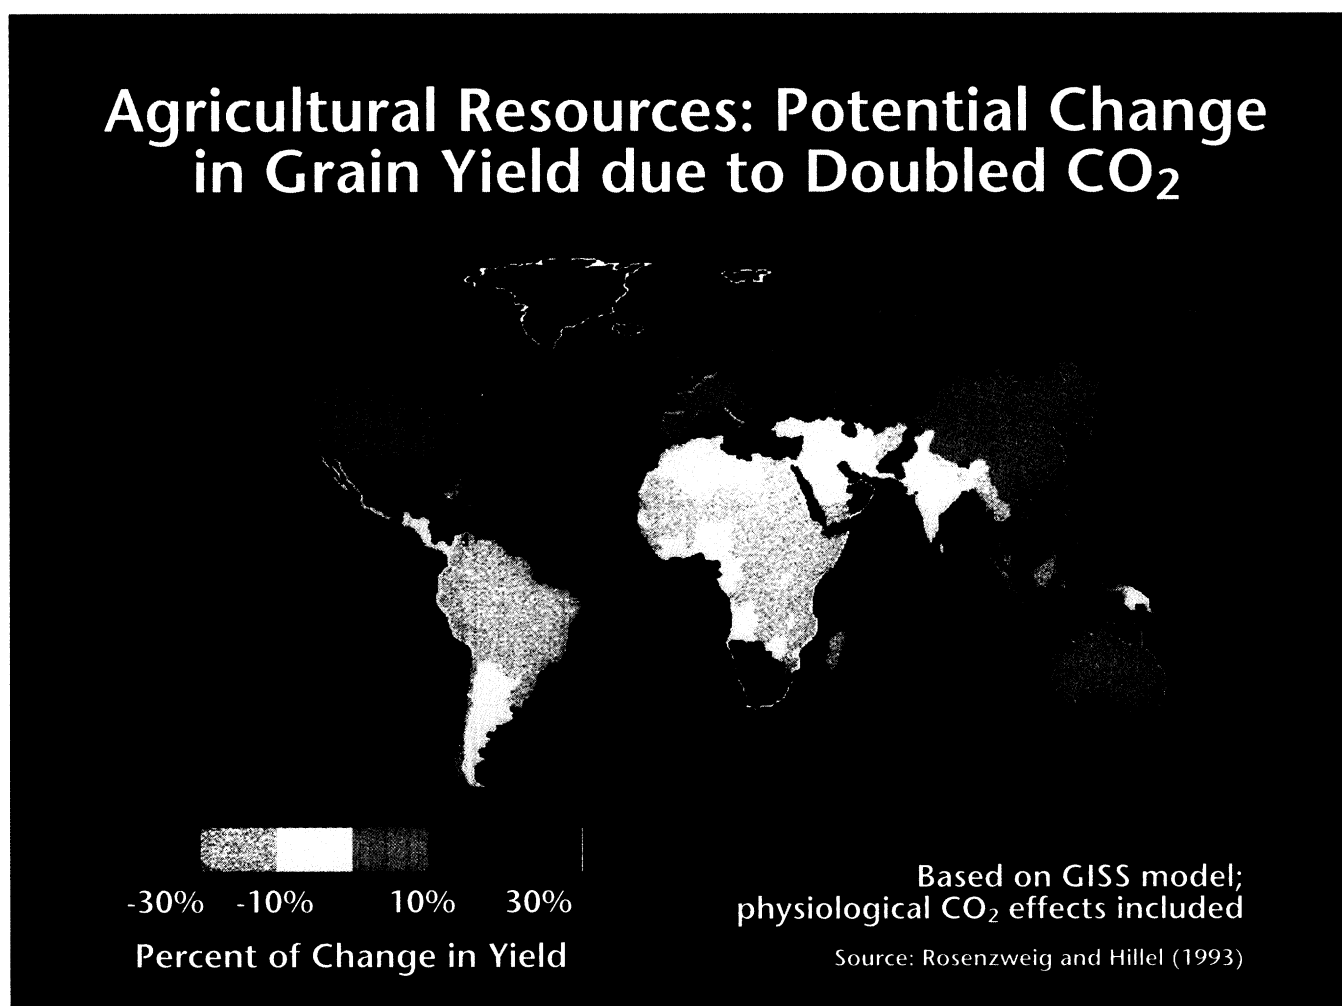 Agricultural Resources: Potential Change
in Grain Yield due to Doubled CO₂
-30% -10% 10% 30%
Percent of Change in Yield
Based on GISS model;
physiological CO₂ effects included
Source: Rosenzweig and Hillel (1993)